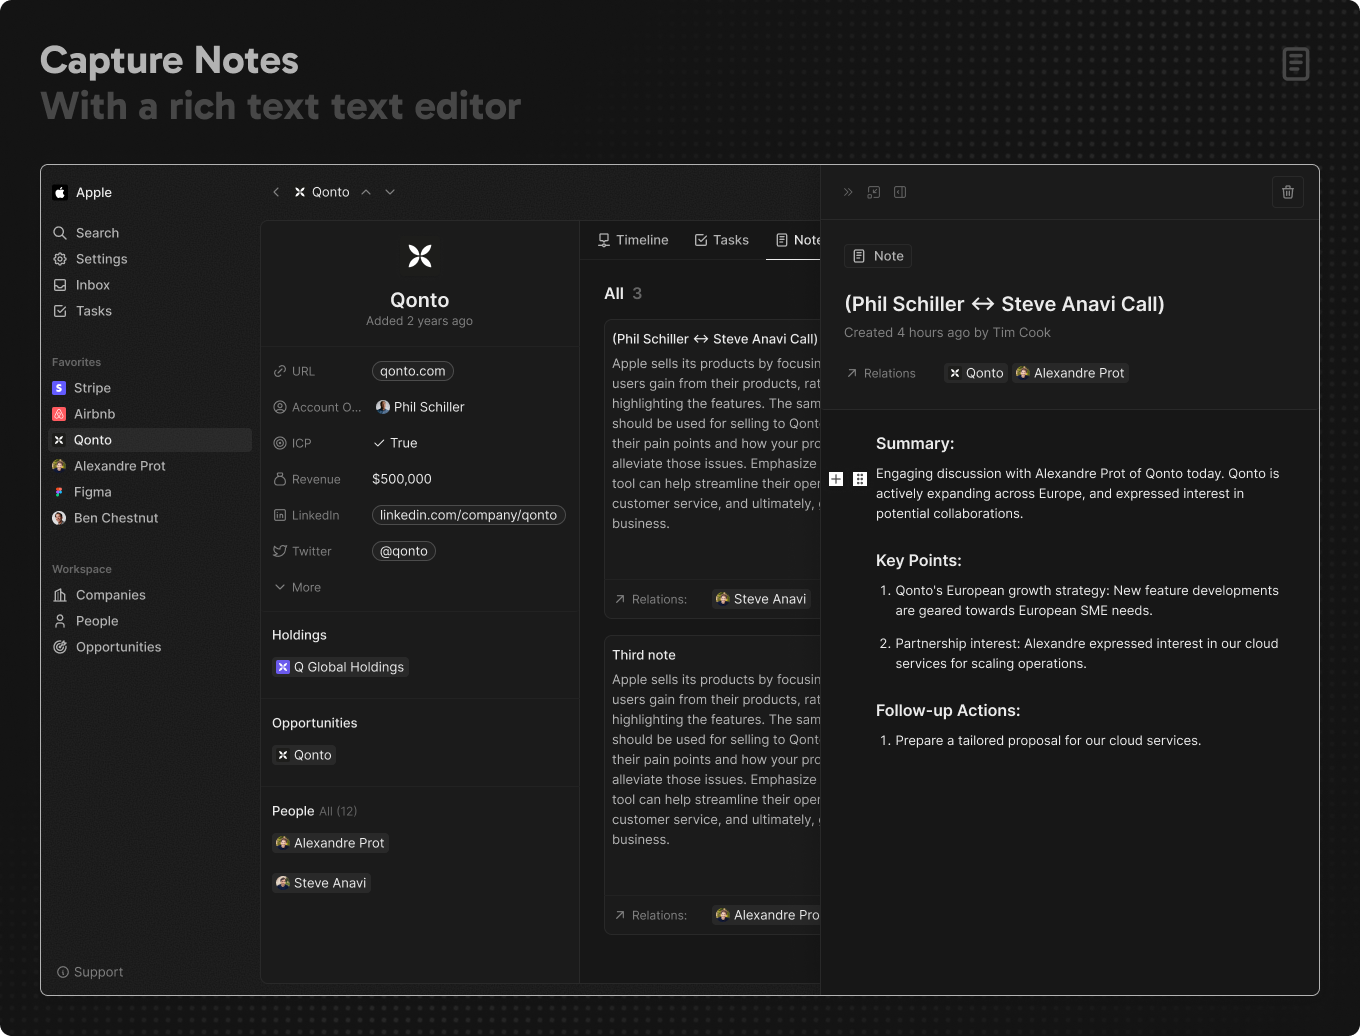 Capture Notes
With a rich text text editor
Apple
Search
Settings
Inbox
Tasks
Favorites
Stripe
Airbnb
Qonto
Alexandre Prot
Figma
Ben Chestnut
Workspace
Companies
People
Opportunities
Support
Qonto
Qonto
Added 2 years ago
URL
qonto.com
Account O...
Phil Schiller
ICP
True
Revenue
$500,000
LinkedIn
linkedin.com/company/qonto
Twitter
@qonto
More
Holdings
Q Global Holdings
Opportunities
Qonto
People All (12)
Alexandre Prot
Steve Anavi
Timeline
Tasks
Note
All 3
(Phil Schiller <-> Steve Anavi Call)
Apple sells its products by focusin
users gain from their products, rat
highlighting the features. The sam
should be used for selling to Qont
their pain points and how your pro
alleviate those issues. Emphasize
tool can help streamline their oper
customer service, and ultimately, g
business.
Relations:
Steve Anavi
Third note
Apple sells its products by focusin
users gain from their products, rat
highlighting the features. The sam
should be used for selling to Qont
their pain points and how your pro
alleviate those issues. Emphasize
tool can help streamline their oper
customer service, and ultimately, g
business.
Relations:
Alexandre Pro
Note
(Phil Schiller <-> Steve Anavi Call)
Created 4 hours ago by Tim Cook
Relations
Qonto
Alexandre Prot
Summary:
Engaging discussion with Alexandre Prot of Qonto today. Qonto is
actively expanding across Europe, and expressed interest in
potential collaborations.
Key Points:
1. Qonto's European growth strategy: New feature developments
are geared towards European SME needs.
2. Partnership interest: Alexandre expressed interest in our cloud
services for scaling operations.
Follow-up Actions:
1. Prepare a tailored proposal for our cloud services.